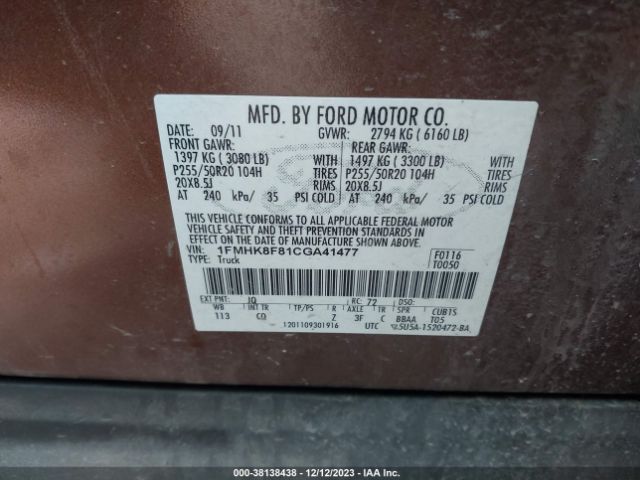 MFD. BY FORD MOTOR CO.
DATE: 09/11 GVWR: 2794 KG ( 6160 LB)
FRONT GAWR: REAR GAWR:
1397 KG ( 3080 LB) WITH 1497 KG ( 3300 LB) WITH
P255/50R20 104H TIRES P255/50R20 104H TIRES
20X8.5J RIMS 20X8.5J RIMS
AT 240 kPa/ 35 PSI COLD AT 240 kPa/ 35 PSI COLD
THIS VEHICLE CONFORMS TO ALL APPLICABLE FEDERAL MOTOR
VEHICLE SAFETY AND THEFT PREVENTION STANDARDS IN
EFFECT ON THE DATE OF MANUFACTURE SHOWN ABOVE.
VIN: 1FMHK8F81CGA41477 F0116
TYPE: Truck T0050
EXT PNT: JQ RC: 72 DSO:
WB INT TR TP/PS R AXLE TR SPR CUBTS
113 CO Z 3F C BBAA T05
1201109301916 UTC 5U5A-1520472-BA
000-38138438 - 12/12/2023 - IAA Inc.